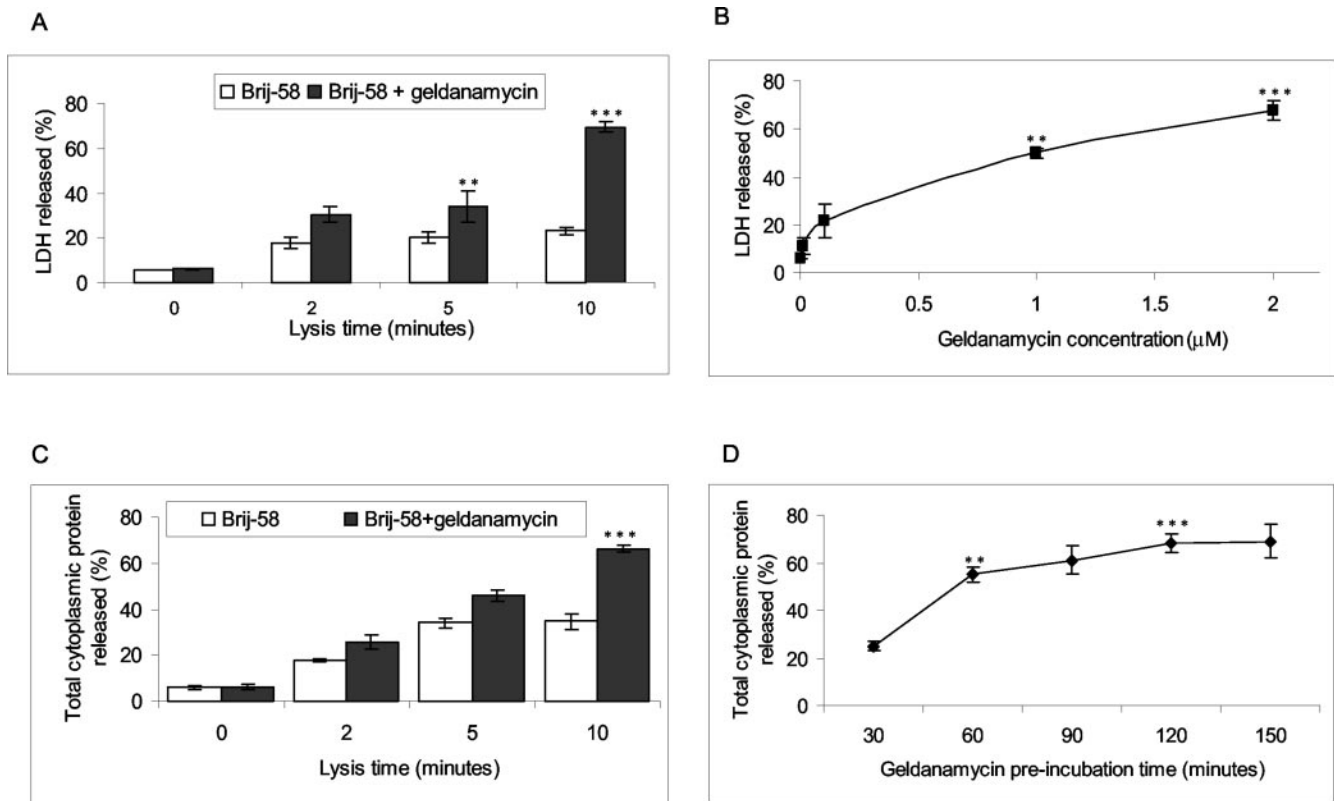 A
Brij-58 Brij-58 + geldanamycin
LDH released (%)
80
60
40
20
0
**
***
0 2 5 10
Lysis time (minutes)
B
LDH released (%)
80
60
40
20
0
**
***
0 0.5 1 1.5 2
Geldanamycin concentration (μM)
C
Brij-58 Brij-58+geldanamycin
Total cytoplasmic protein
released (%)
80
60
40
20
0
***
0 2 5 10
Lysis time (minutes)
D
Total cytoplasmic protein
released (%)
80
60
40
20
0
**
***
30 60 90 120 150
Geldanamycin pre-incubation time (minutes)